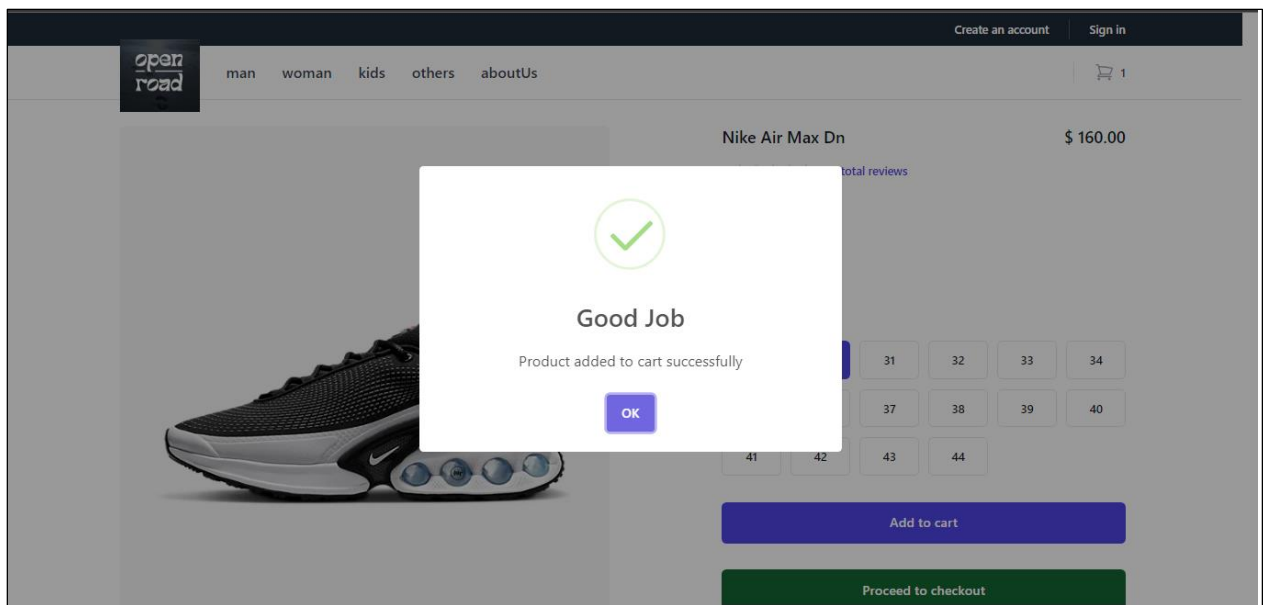 Create an account Sign in
open
road
man woman kids others aboutUs 1
Nike Air Max Dn $ 160.00
total reviews
Good Job
Product added to cart successfully
OK
31 32 33 34
37 38 39 40
41 42 43 44
Add to cart
Proceed to checkout